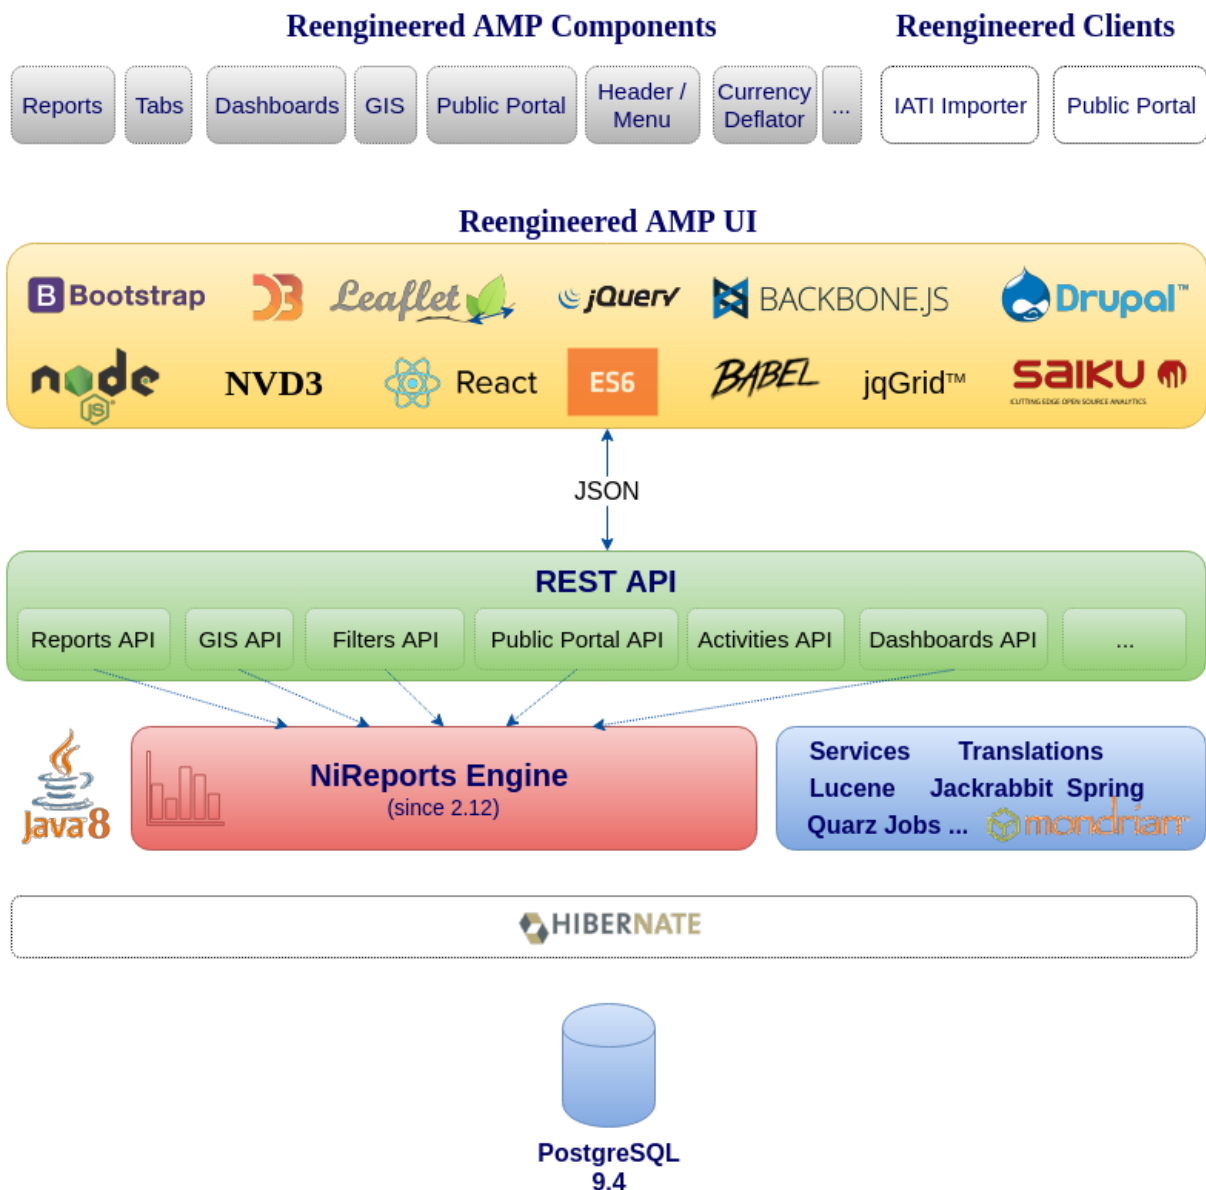 Reengineered AMP Components
Reengineered Clients
Reports
Tabs
Dashboards
GIS
Public Portal
Header /
Menu
Currency
Deflator
...
IATI Importer
Public Portal
Reengineered AMP UI
B Bootstrap
D3
Leaflet
jQuery
BACKBONE.JS
Drupal™
node
JS
NVD3
React
ES6
BABEL
jqGrid™
SAIKU
CUTTING EDGE OPEN SOURCE ANALYTICS
JSON
REST API
Reports API
GIS API
Filters API
Public Portal API
Activities API
Dashboards API
...
Java8
NiReports Engine
(since 2.12)
Services Translations
Lucene Jackrabbit Spring
Quarz Jobs ... mondrian
HIBERNATE
PostgreSQL
9.4